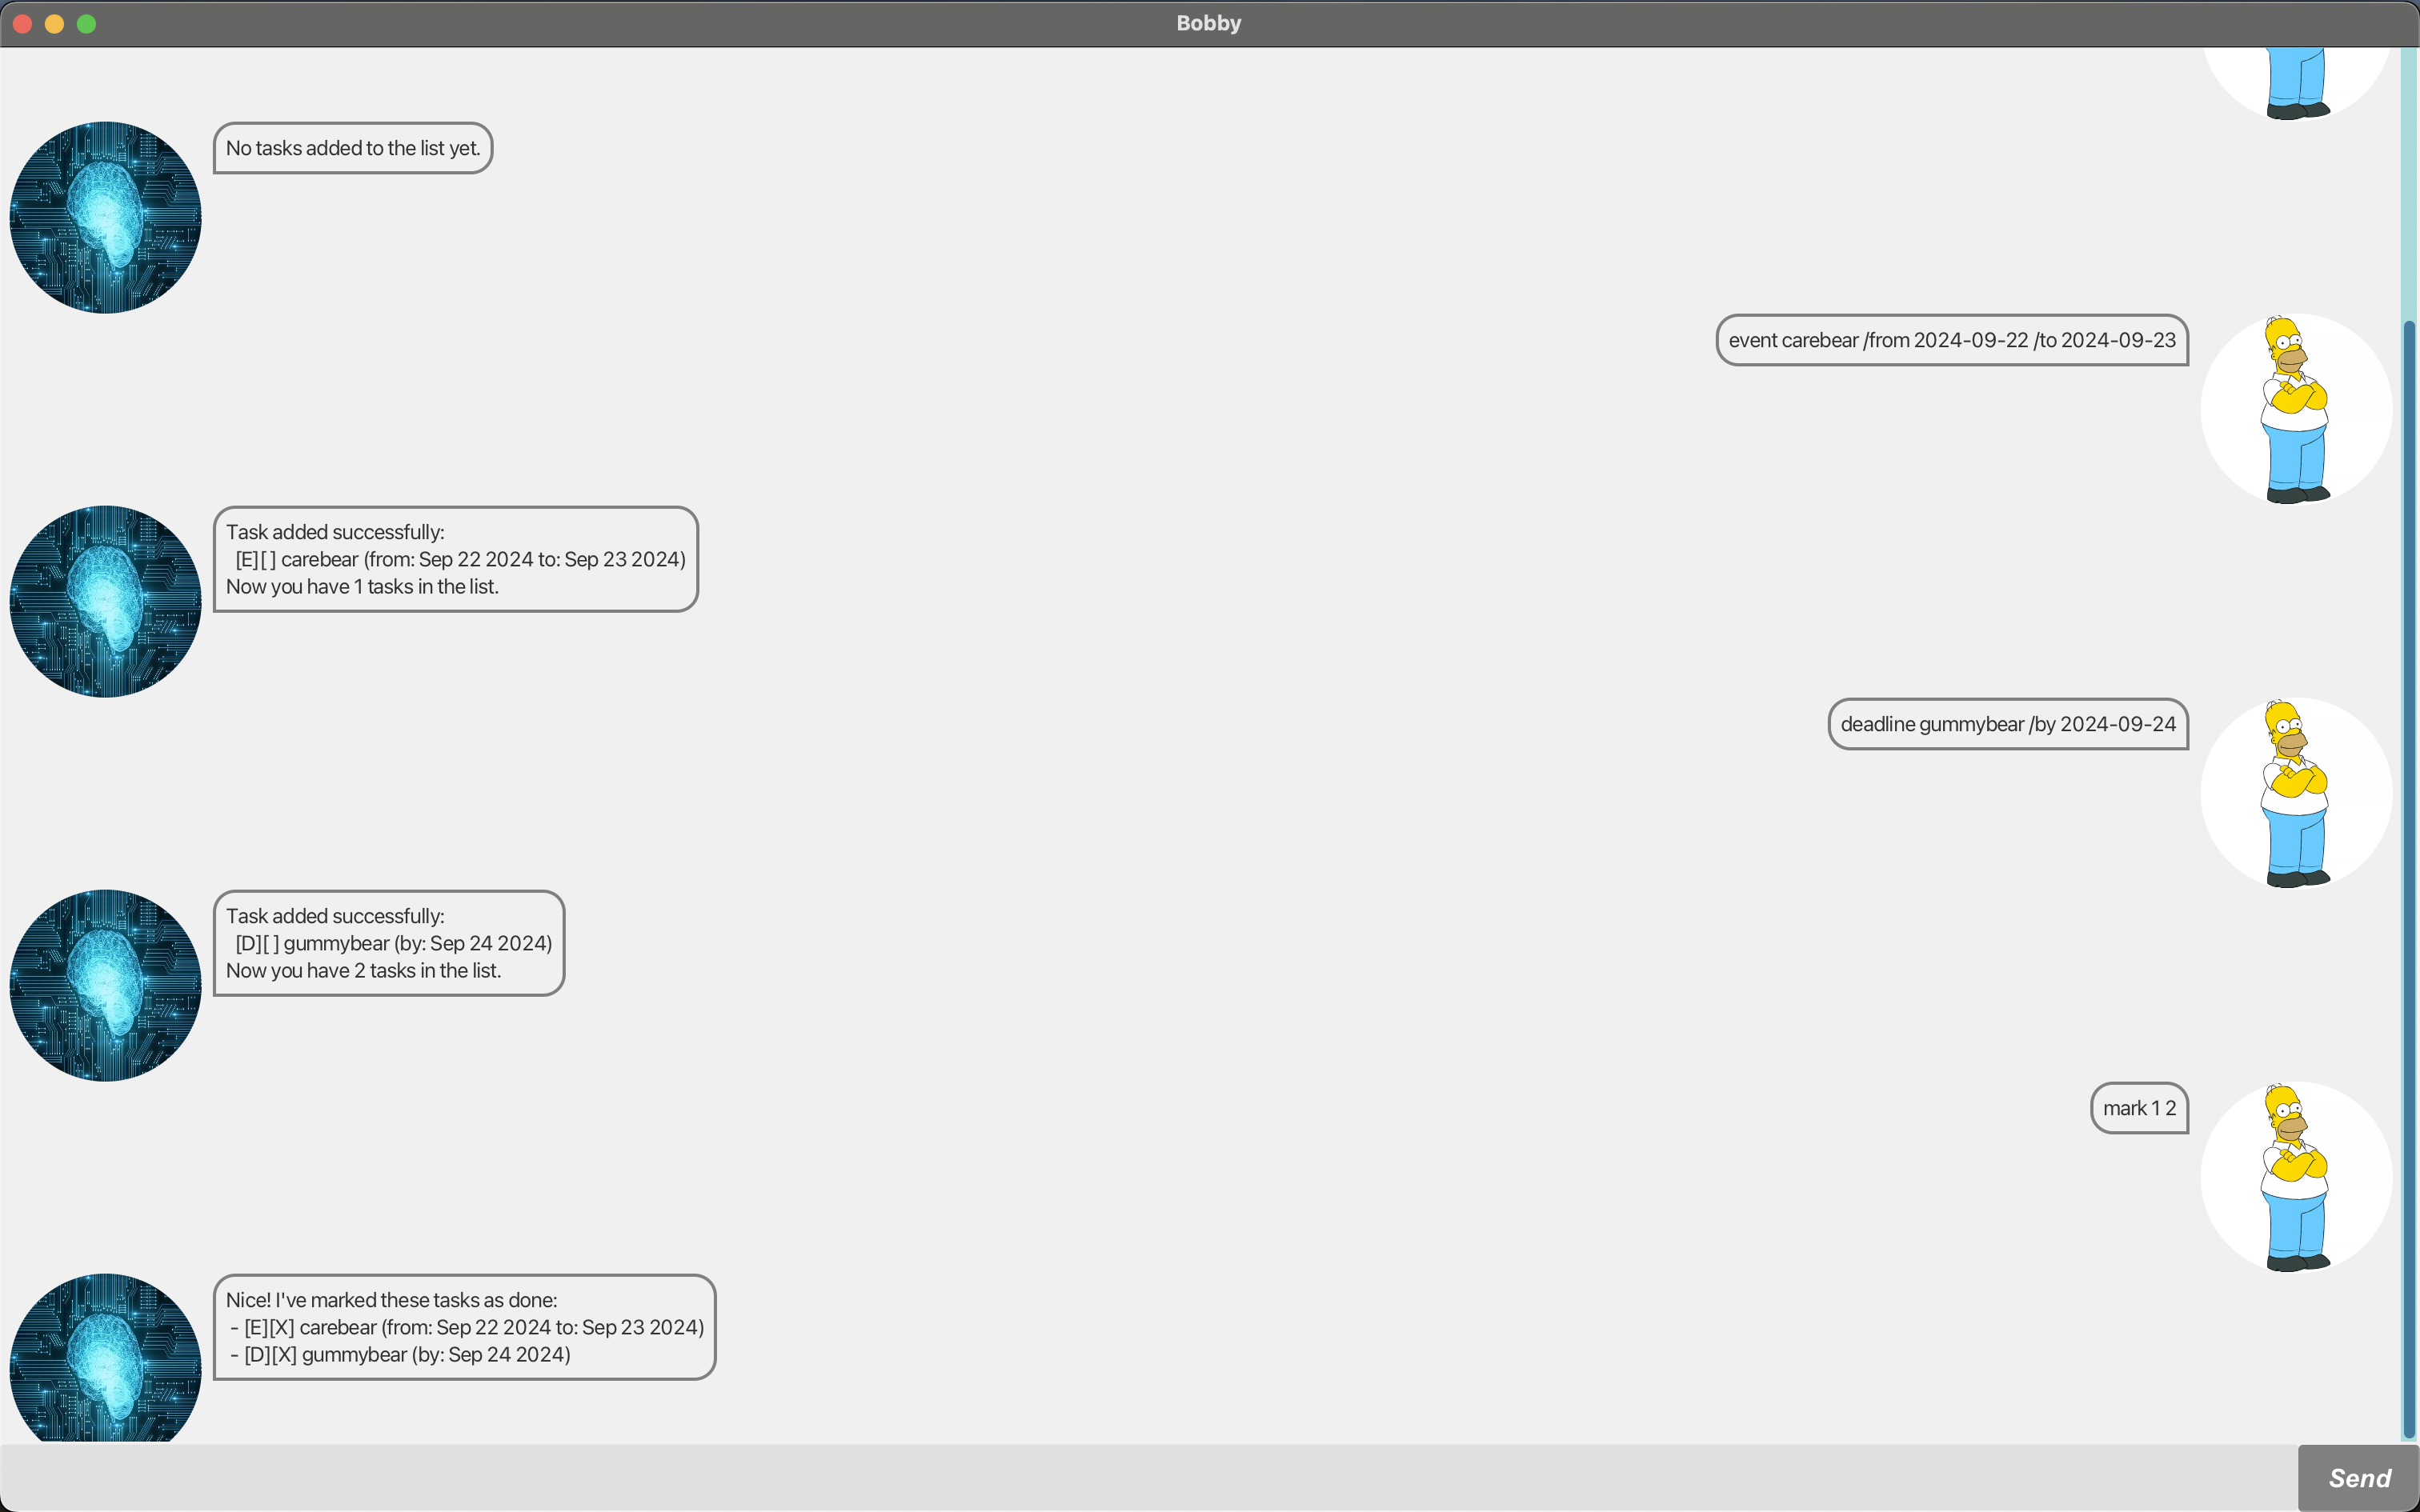 Bobby
No tasks added to the list yet.
event carebear /from 2024-09-22 /to 2024-09-23
Task added successfully:
[E][ ] carebear (from: Sep 22 2024 to: Sep 23 2024)
Now you have 1 tasks in the list.
deadline gummybear /by 2024-09-24
Task added successfully:
[D][ ] gummybear (by: Sep 24 2024)
Now you have 2 tasks in the list.
mark 1 2
Nice! I've marked these tasks as done:
- [E][X] carebear (from: Sep 22 2024 to: Sep 23 2024)
- [D][X] gummybear (by: Sep 24 2024)
Send